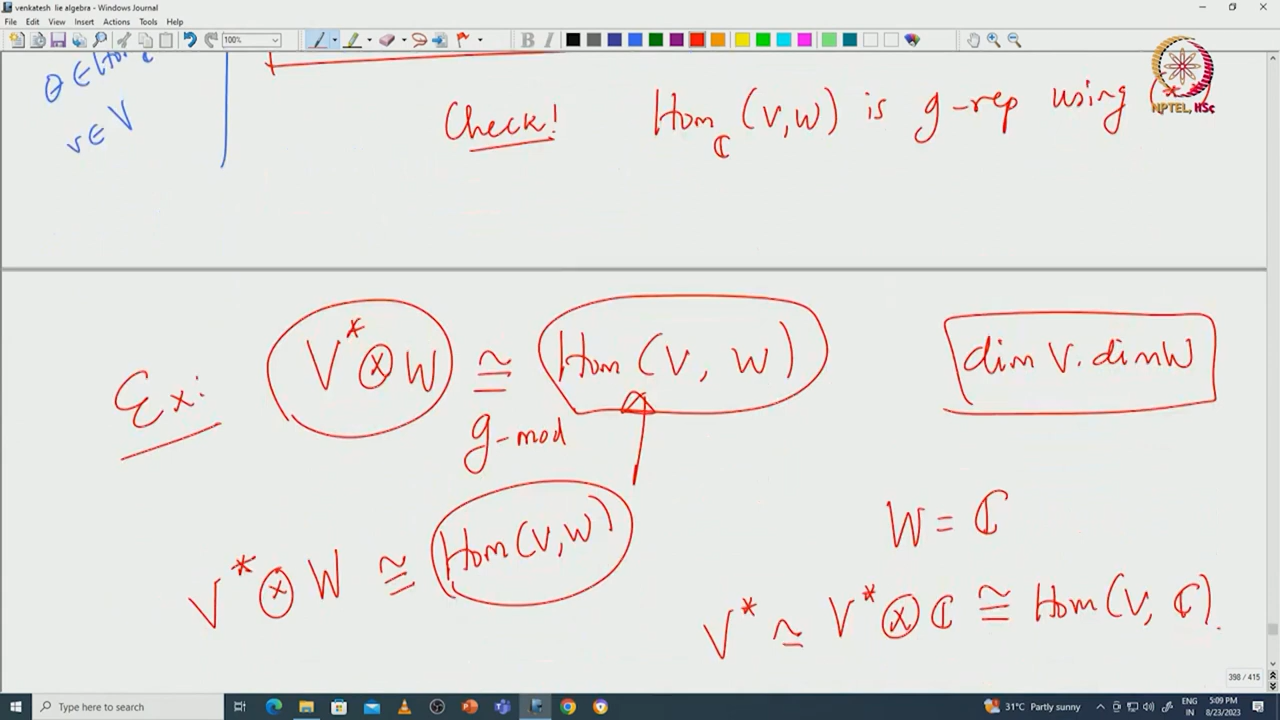 venkatesh lie algebra - Windows Journal
File Edit View Insert Actions Tools Help
100%
B I
θ ∈ Hom_ℂ
v ∈ V
Check! Hom_ℂ (V, W) is g-rep using (*)
NPTEL, IISc
Ex: V* ⊗ W ≅ Hom (V, W) dim V. dim W
g-mod
V* ⊗ W ≅ Hom(V, W)
W = ℂ
V* ≃ V* ⊗ ℂ ≅ Hom(V, ℂ).
398 / 415
Type here to search
31°C Partly sunny
ENG
IN
5:09 PM
8/23/2023